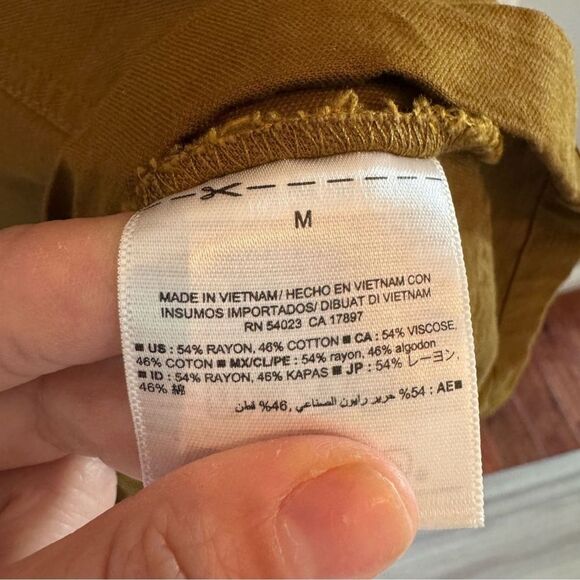 M
MADE IN VIETNAM/ HECHO EN VIETNAM CON
INSUMOS IMPORTADOS/ DIBUAT DI VIETNAM
RN 54023 CA 17897
■ US : 54% RAYON, 46% COTTON ■ CA : 54% VISCOSE,
46% COTTON ■ MX/CL/PE : 54% rayon, 46% algodon
■ ID : 54% RAYON, 46% KAPAS ■ JP : 54% レーヨン,
46% 綿
■ AE : 54% حرير رايون الصناعي, 46% قطن